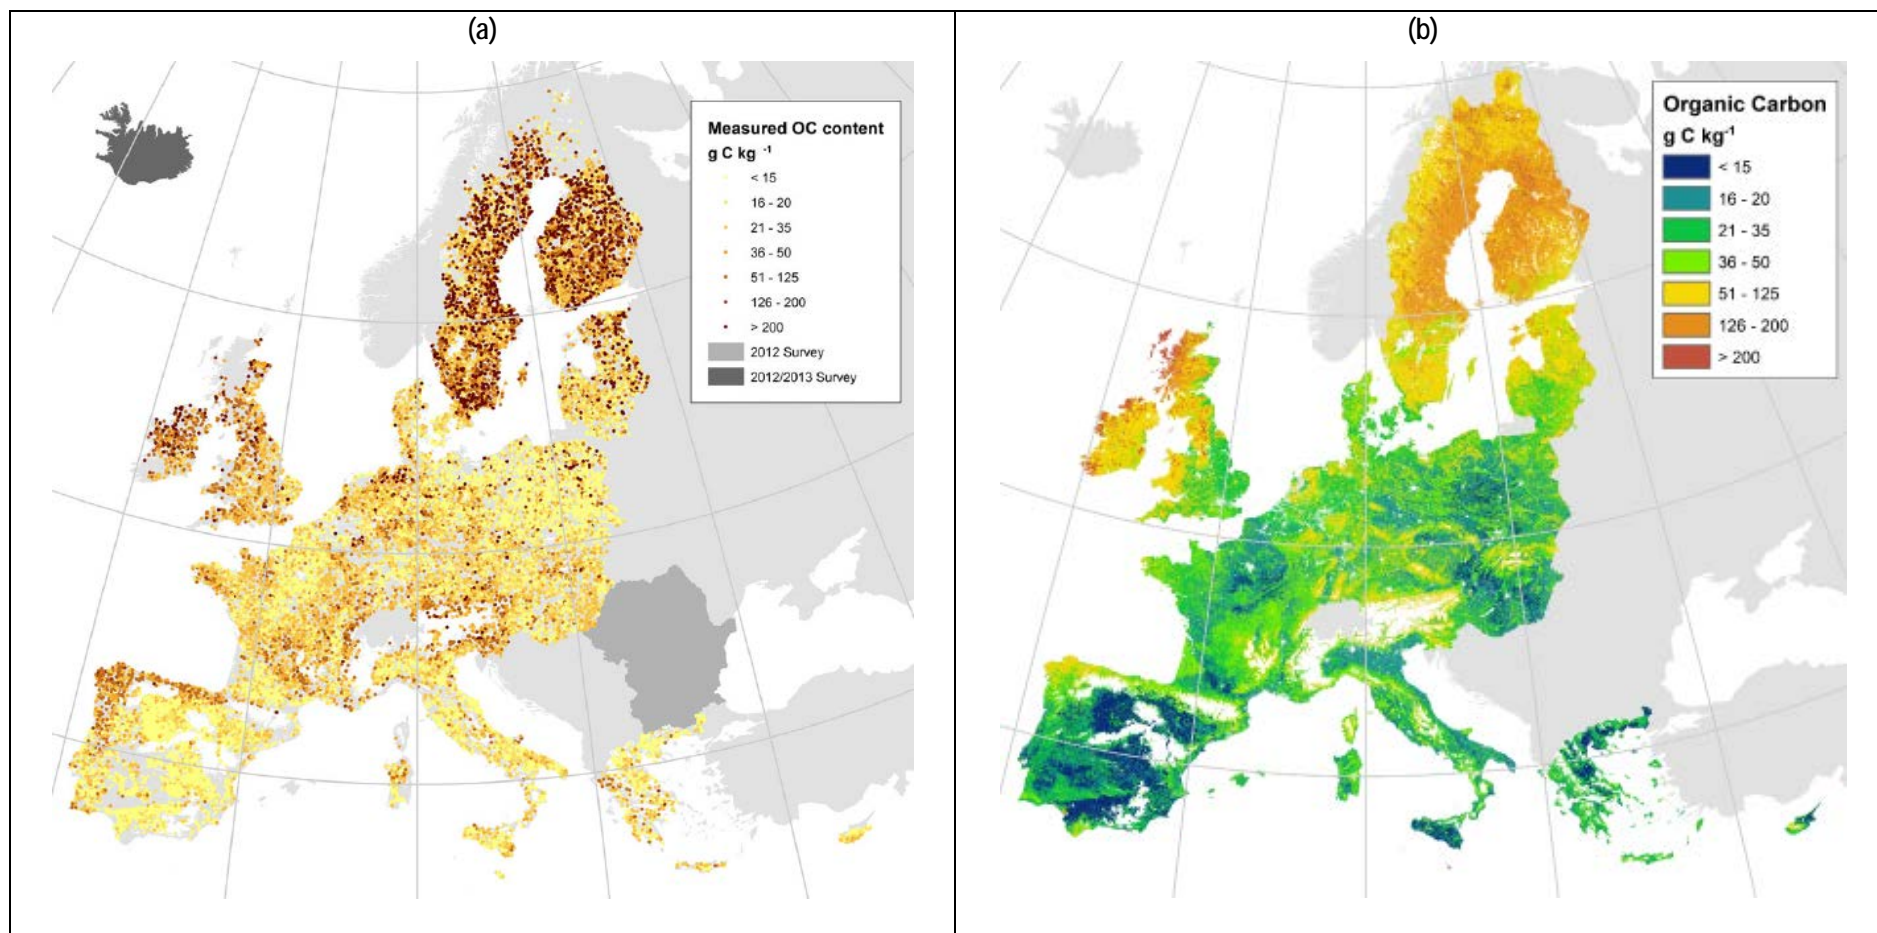 (a)
Measured OC content
g C kg -1
< 15
16 - 20
21 - 35
36 - 50
51 - 125
126 - 200
> 200
2012 Survey
2012/2013 Survey
(b)
Organic Carbon
g C kg-1
< 15
16 - 20
21 - 35
36 - 50
51 - 125
126 - 200
> 200